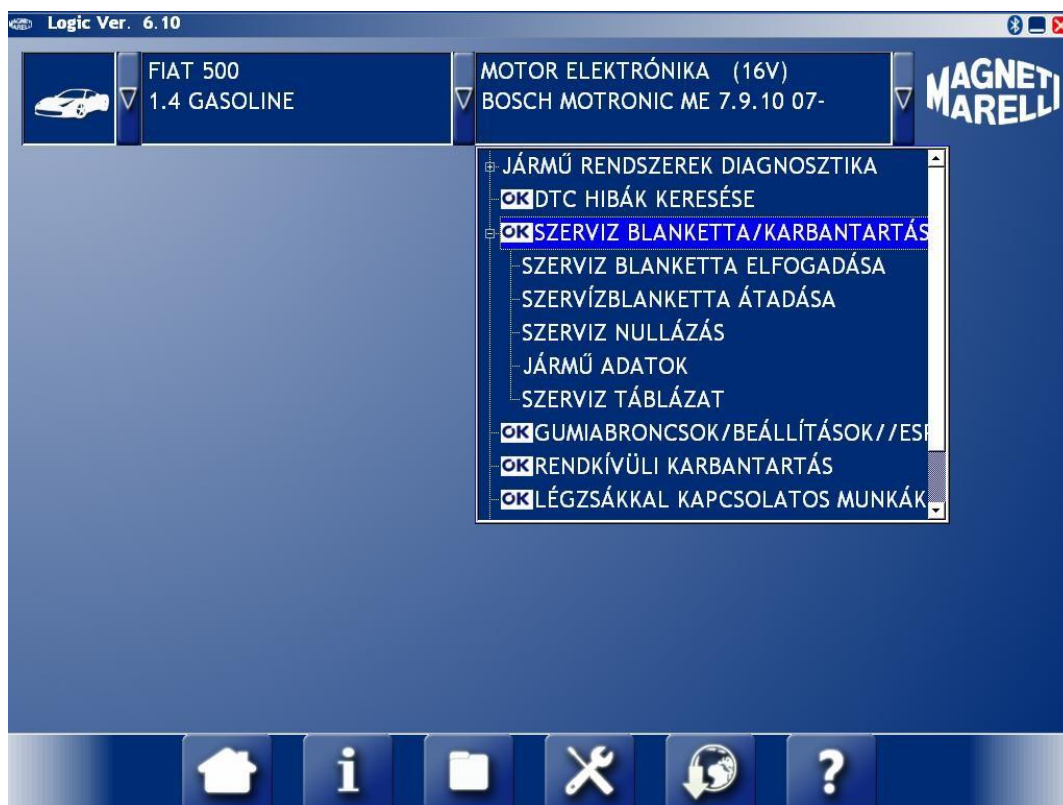 Logic Ver. 6.10
FIAT 500
1.4 GASOLINE
MOTOR ELEKTRÓNIKA (16V)
BOSCH MOTRONIC ME 7.9.10 07-
MAGNETI
MARELLI
JÁRMŰ RENDSZEREK DIAGNOSZTIKA
OK DTC HIBÁK KERESÉSE
OK SZERVIZ BLANKETTA/KARBANTARTÁS
SZERVIZ BLANKETTA ELFOGADÁSA
SZERVÍZBLANKETTA ÁTADÁSA
SZERVIZ NULLÁZÁS
JÁRMŰ ADATOK
SZERVIZ TÁBLÁZAT
OK GUMIABRONCSOK/BEÁLLÍTÁSOK//ESP
OK RENDKÍVÜLI KARBANTARTÁS
OK LÉGZSÁKKAL KAPCSOLATOS MUNKÁK